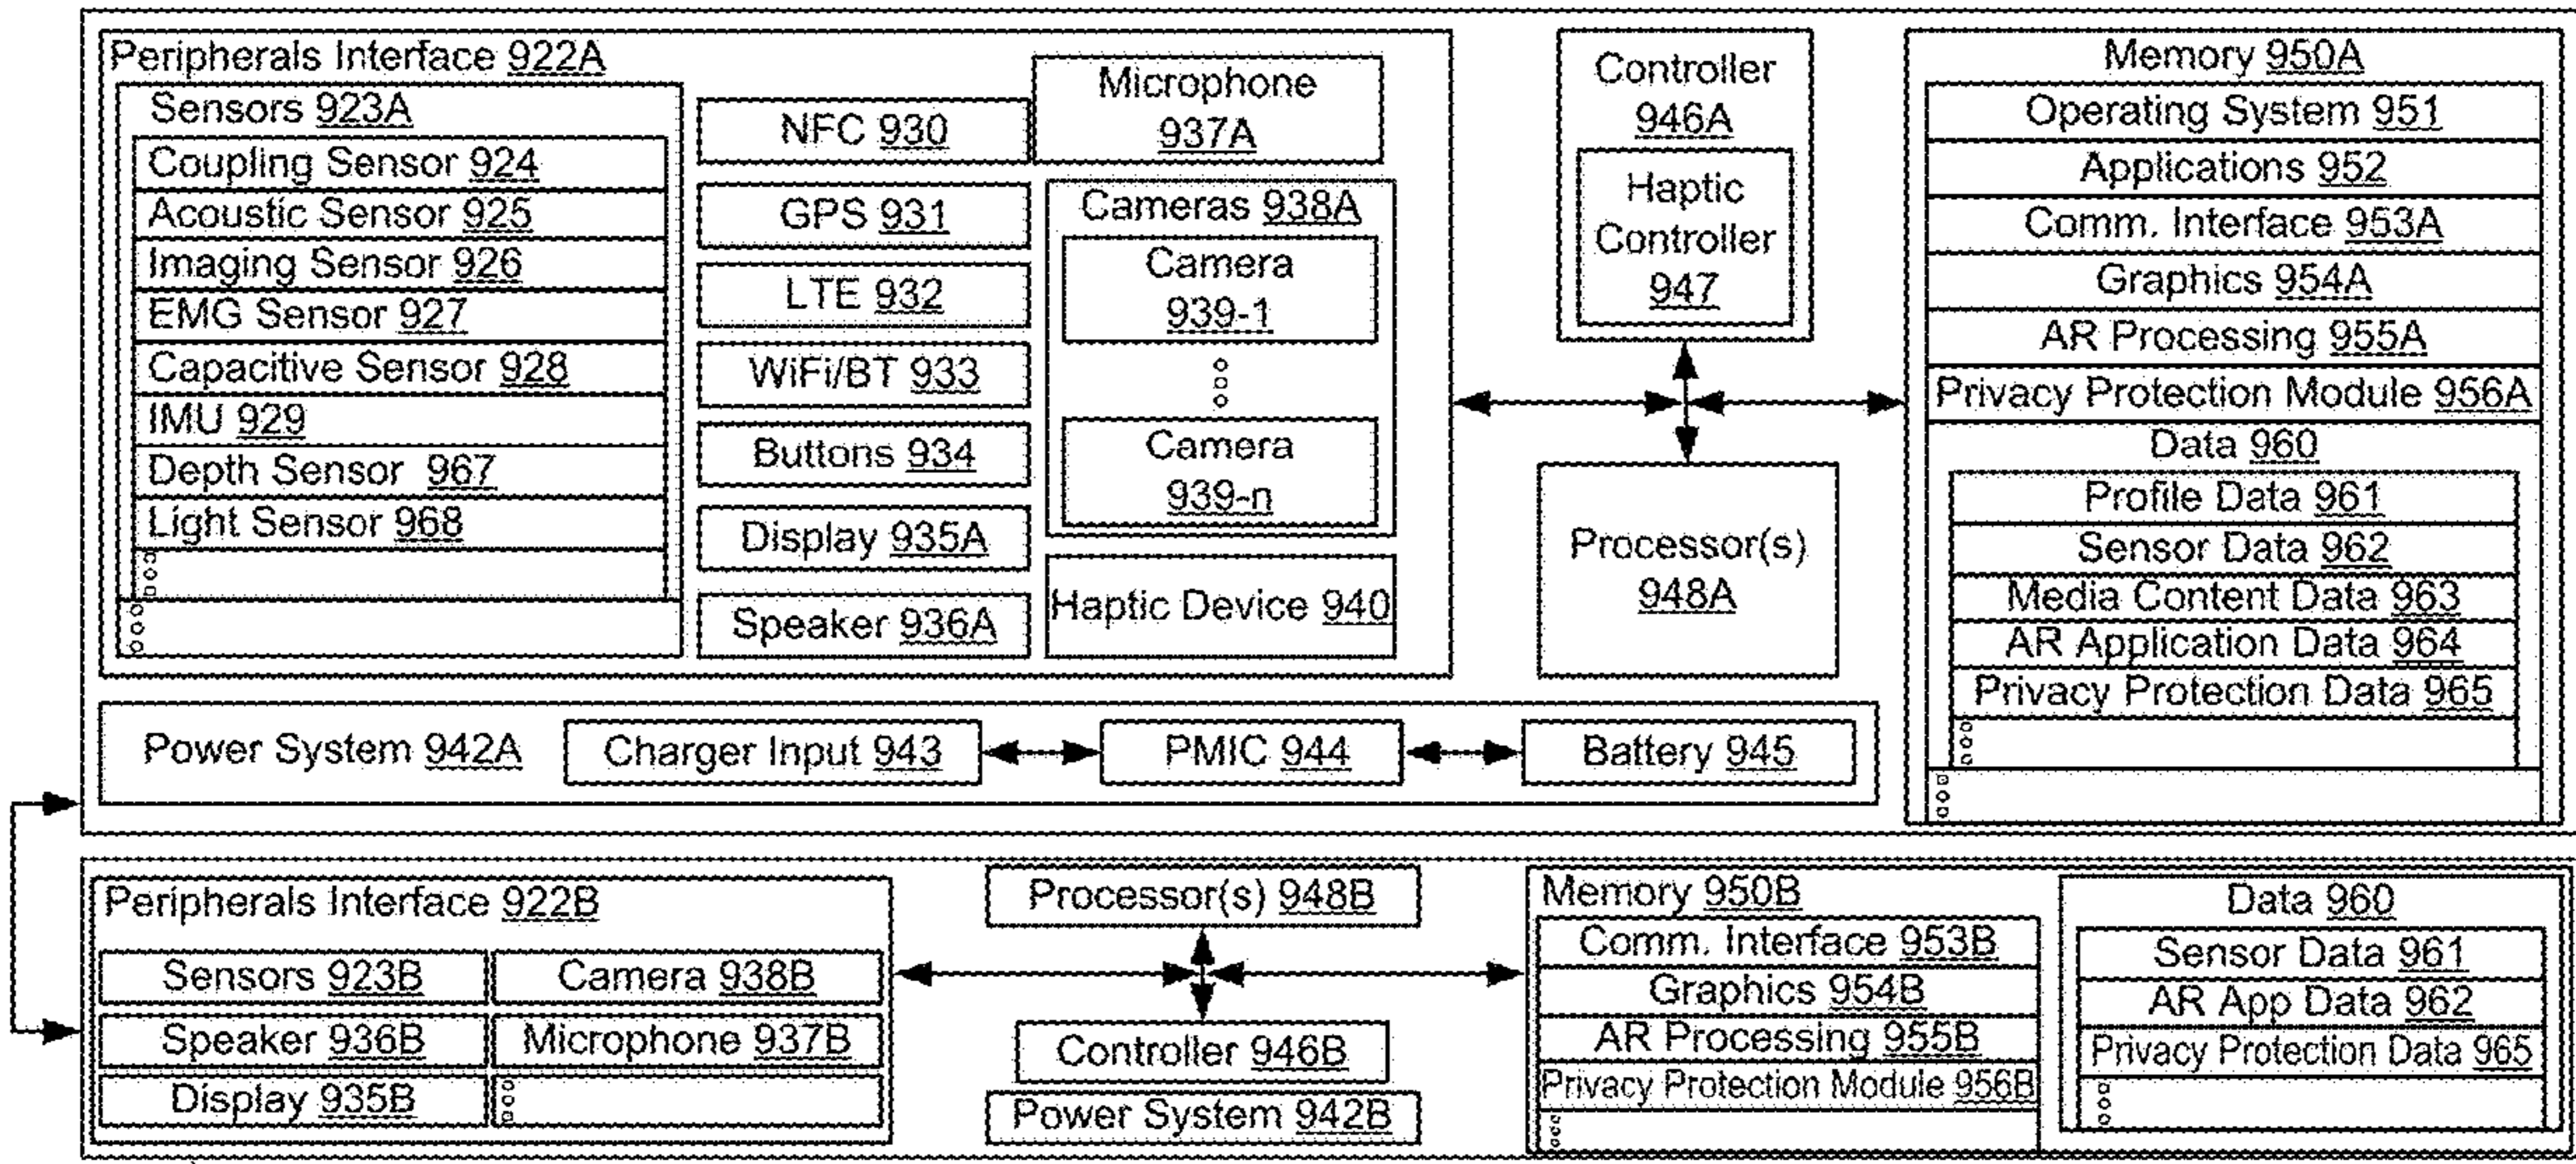 Peripherals Interface 922A
Sensors 923A
Coupling Sensor 924
Acoustic Sensor 925
Imaging Sensor 926
EMG Sensor 927
Capacitive Sensor 928
IMU 929
Depth Sensor 967
Light Sensor 968
NFC 930
GPS 931
LTE 932
WiFi/BT 933
Buttons 934
Display 935A
Speaker 936A
Microphone
937A
Cameras 938A
Camera
939-1
Camera
939-n
Haptic Device 940
Controller
946A
Haptic
Controller
947
Processor(s)
948A
Memory 950A
Operating System 951
Applications 952
Comm. Interface 953A
Graphics 954A
AR Processing 955A
Privacy Protection Module 956A
Data 960
Profile Data 961
Sensor Data 962
Media Content Data 963
AR Application Data 964
Privacy Protection Data 965
Power System 942A
Charger Input 943
PMIC 944
Battery 945
Peripherals Interface 922B
Sensors 923B
Camera 938B
Speaker 936B
Microphone 937B
Display 935B
Processor(s) 948B
Controller 946B
Power System 942B
Memory 950B
Comm. Interface 953B
Graphics 954B
AR Processing 955B
Privacy Protection Module 956B
Data 960
Sensor Data 961
AR App Data 962
Privacy Protection Data 965